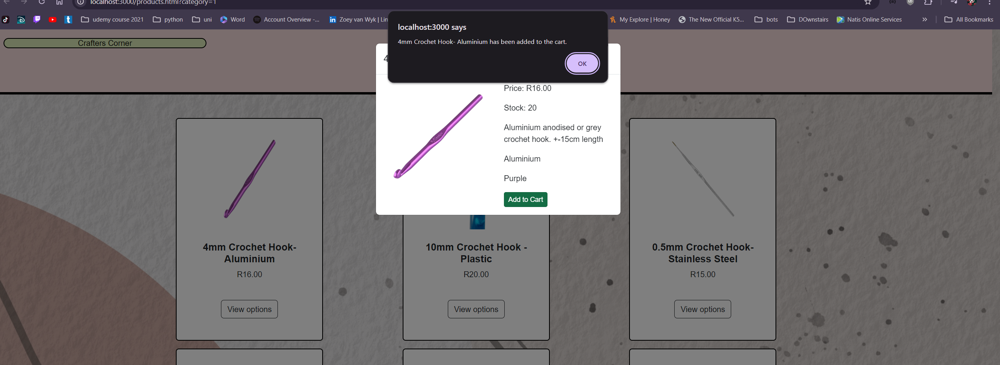 localhost:3000/products.html?category=1
udemy course 2021
python
uni
Word
Account Overview -...
Zoey van Wyk | Lin
My Explore | Honey
The New Official K5...
bots
DOwnstairs
Natis Online Services
All Bookmarks
localhost:3000 says
4mm Crochet Hook- Aluminium has been added to the cart.
OK
Crafters Corner
4
Price: R16.00
Stock: 20
Aluminium anodised or grey
crochet hook. +-15cm length
Aluminium
Purple
Add to Cart
4mm Crochet Hook-
Aluminium
R16.00
View options
10mm Crochet Hook -
Plastic
R20.00
View options
0.5mm Crochet Hook-
Stainless Steel
R15.00
View options